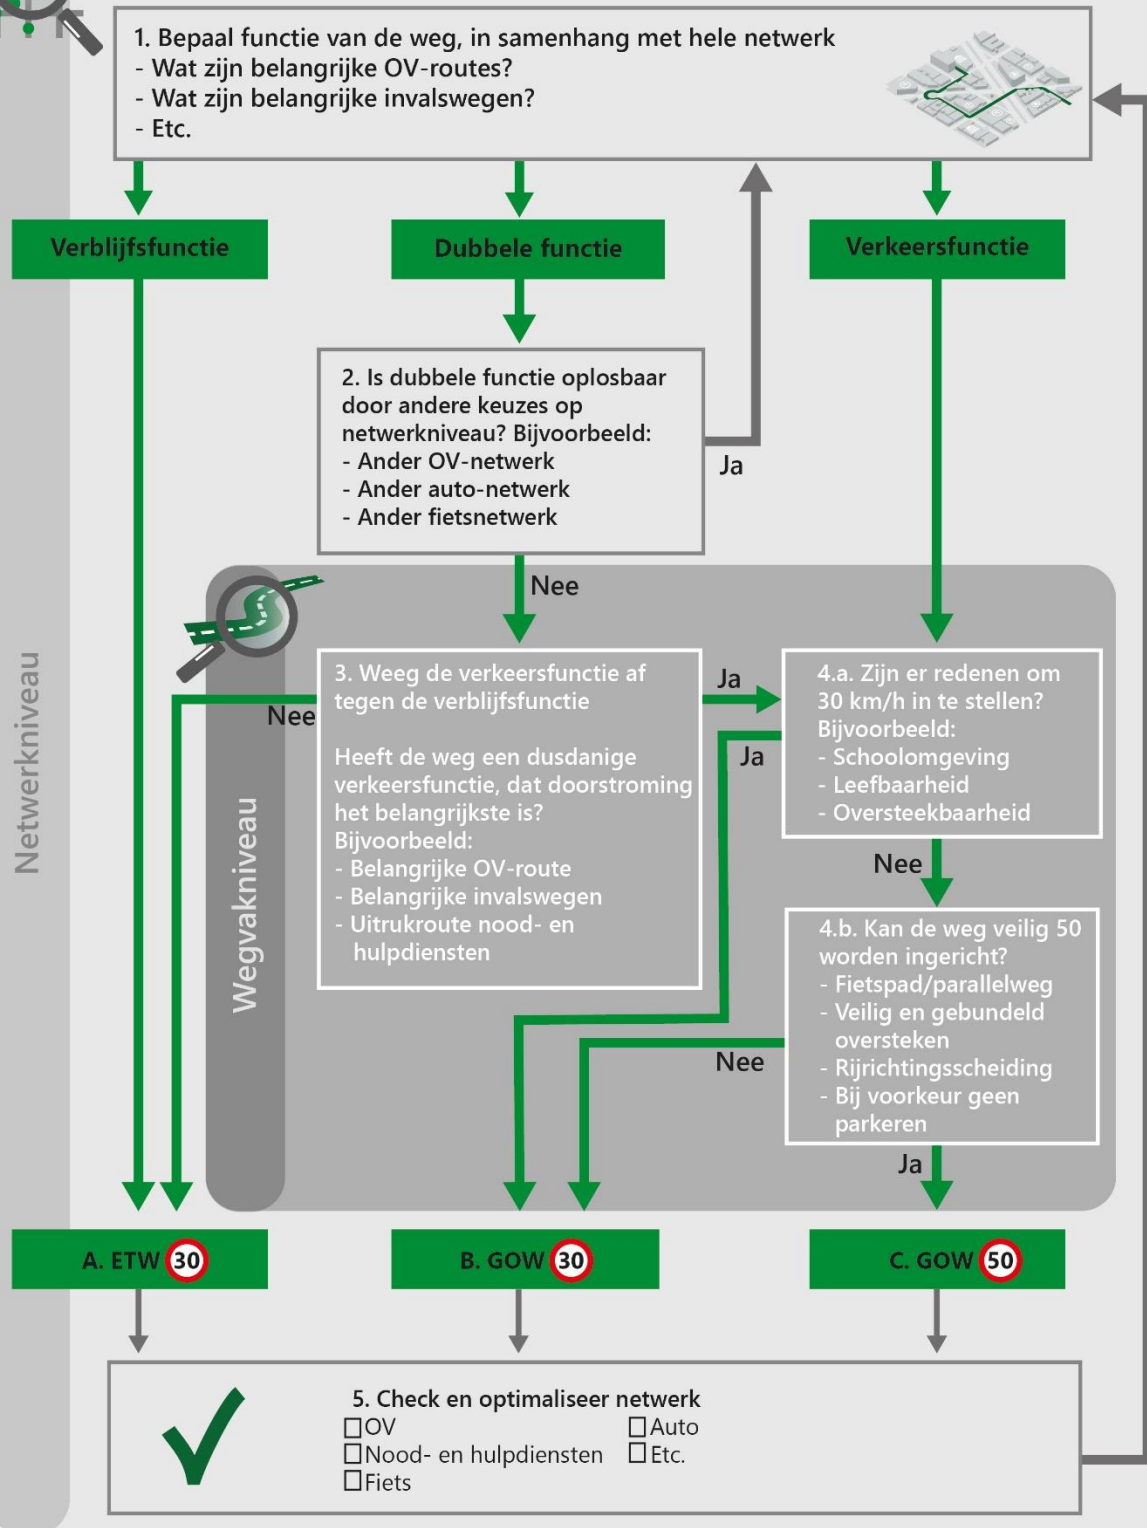 1. Bepaal functie van de weg, in samenhang met hele netwerk
- Wat zijn belangrijke OV-routes?
- Wat zijn belangrijke invalswegen?
- Etc.
Verblijfsfunctie
Dubbele functie
Verkeersfunctie
2. Is dubbele functie oplosbaar
door andere keuzes op
netwerkniveau? Bijvoorbeeld:
- Ander OV-netwerk
- Ander auto-netwerk
- Ander fietsnetwerk
Ja
Nee
Netwerkniveau
Wegvakniveau
3. Weeg de verkeersfunctie af
tegen de verblijfsfunctie
Heeft de weg een dusdanige
verkeersfunctie, dat doorstroming
het belangrijkste is?
Bijvoorbeeld:
- Belangrijke OV-route
- Belangrijke invalswegen
- Uitrukroute nood- en
hulpdiensten
Nee
Ja
4.a. Zijn er redenen om
30 km/h in te stellen?
Bijvoorbeeld:
- Schoolomgeving
- Leefbaarheid
- Oversteekbaarheid
Ja
Nee
4.b. Kan de weg veilig 50
worden ingericht?
- Fietspad/parallelweg
- Veilig en gebundeld
oversteken
- Rijrichtingsscheiding
- Bij voorkeur geen
parkeren
Nee
Ja
A. ETW 30
B. GOW 30
C. GOW 50
5. Check en optimaliseer netwerk
OV
Auto
Nood- en hulpdiensten
Etc.
Fiets